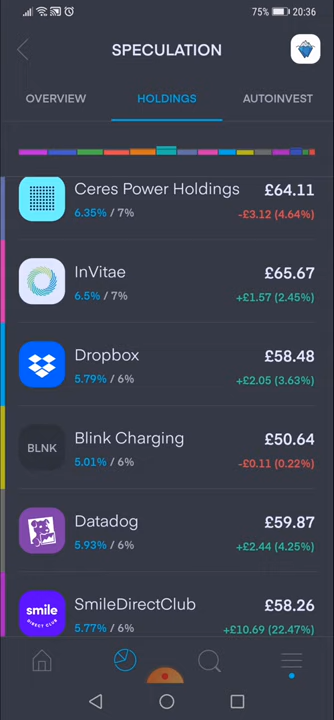 75% 20:36
SPECULATION
OVERVIEW HOLDINGS AUTOINVEST
Ceres Power Holdings £64.11
6.35% / 7% -£3.12 (4.64%)
InVitae £65.67
6.5% / 7% +£1.57 (2.45%)
Dropbox £58.48
5.79% / 6% +£2.05 (3.63%)
BLNK Blink Charging £50.64
5.01% / 6% -£0.11 (0.22%)
Datadog £59.87
5.93% / 6% +£2.44 (4.25%)
smile DIRECT CLUB SmileDirectClub £58.26
5.77% / 6% +£10.69 (22.47%)